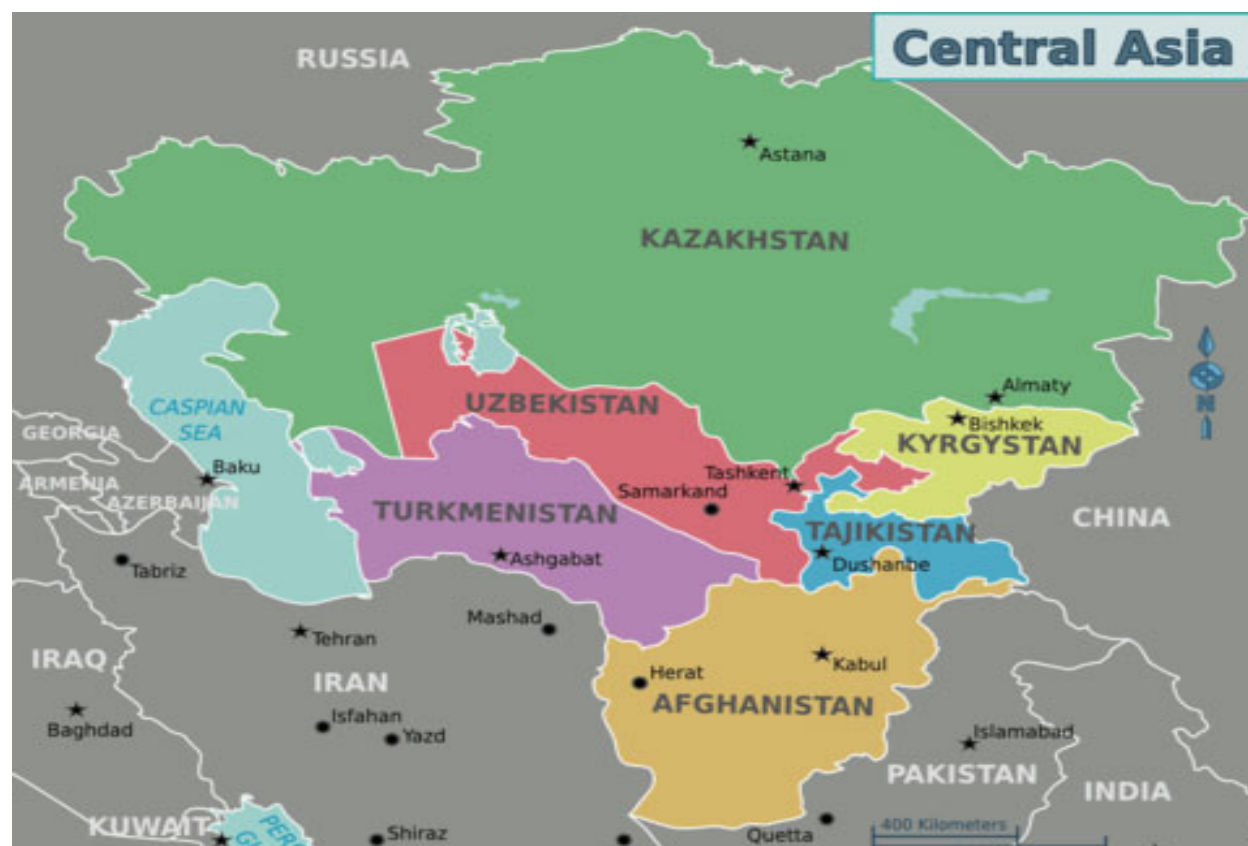 Central Asia
RUSSIA
Astana
KAZAKHSTAN
Almaty
UZBEKISTAN
CASPIAN
SEA
Bishkek
GEORGIA
KYRGYSTAN
N
Baku
Tashkent
ARMENIA
Samarkand
AZERBAIJAN
TURKMENISTAN
CHINA
TAJIKISTAN
Ashgabat
Dushanbe
Tabriz
Mashad
Tehran
IRAQ
Kabul
Herat
IRAN
AFGHANISTAN
Isfahan
Baghdad
Yazd
Islamabad
PAKISTAN
INDIA
KUWAIT
Shiraz
Quetta
400 Kilometers